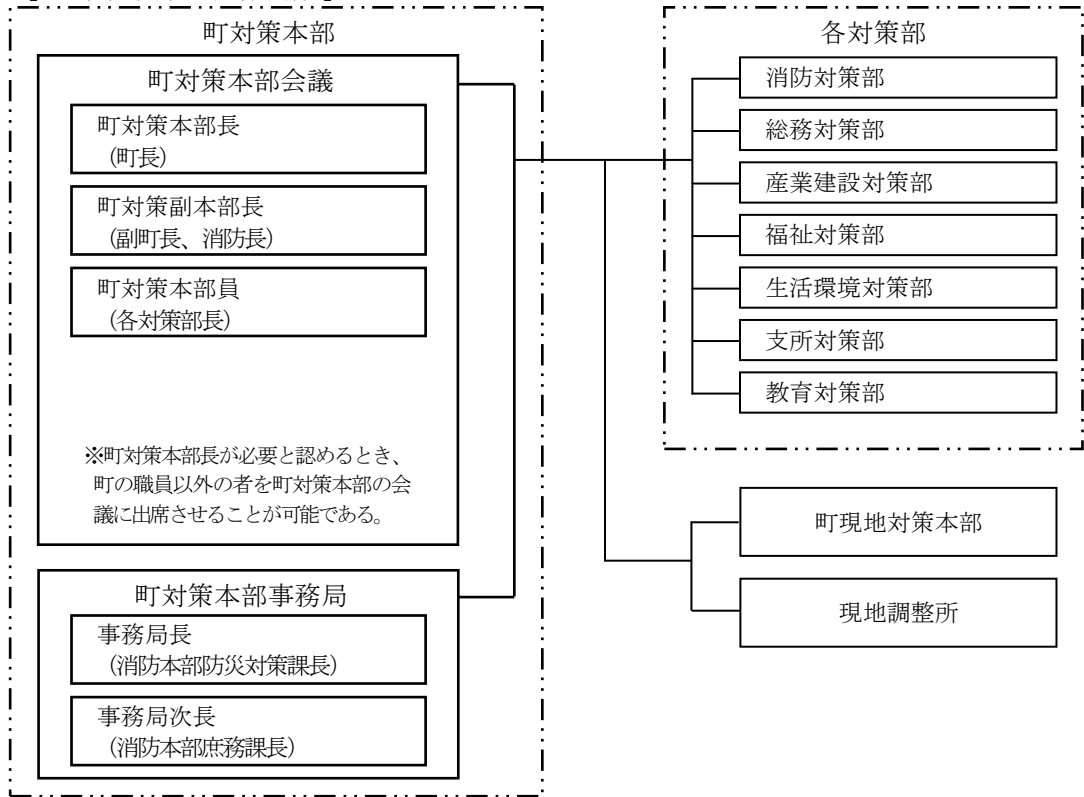 町対策本部
町対策本部会議
町対策本部長
(町長)
町対策副本部長
(副町長、消防長)
町対策本部員
(各対策部長)
※町対策本部長が必要と認めるとき、
町の職員以外の者を町対策本部の会
議に出席させることが可能である。
町対策本部事務局
事務局長
(消防本部防災対策課長)
事務局次長
(消防本部庶務課長)
各対策部
消防対策部
総務対策部
産業建設対策部
福祉対策部
生活環境対策部
支所対策部
教育対策部
町現地対策本部
現地調整所